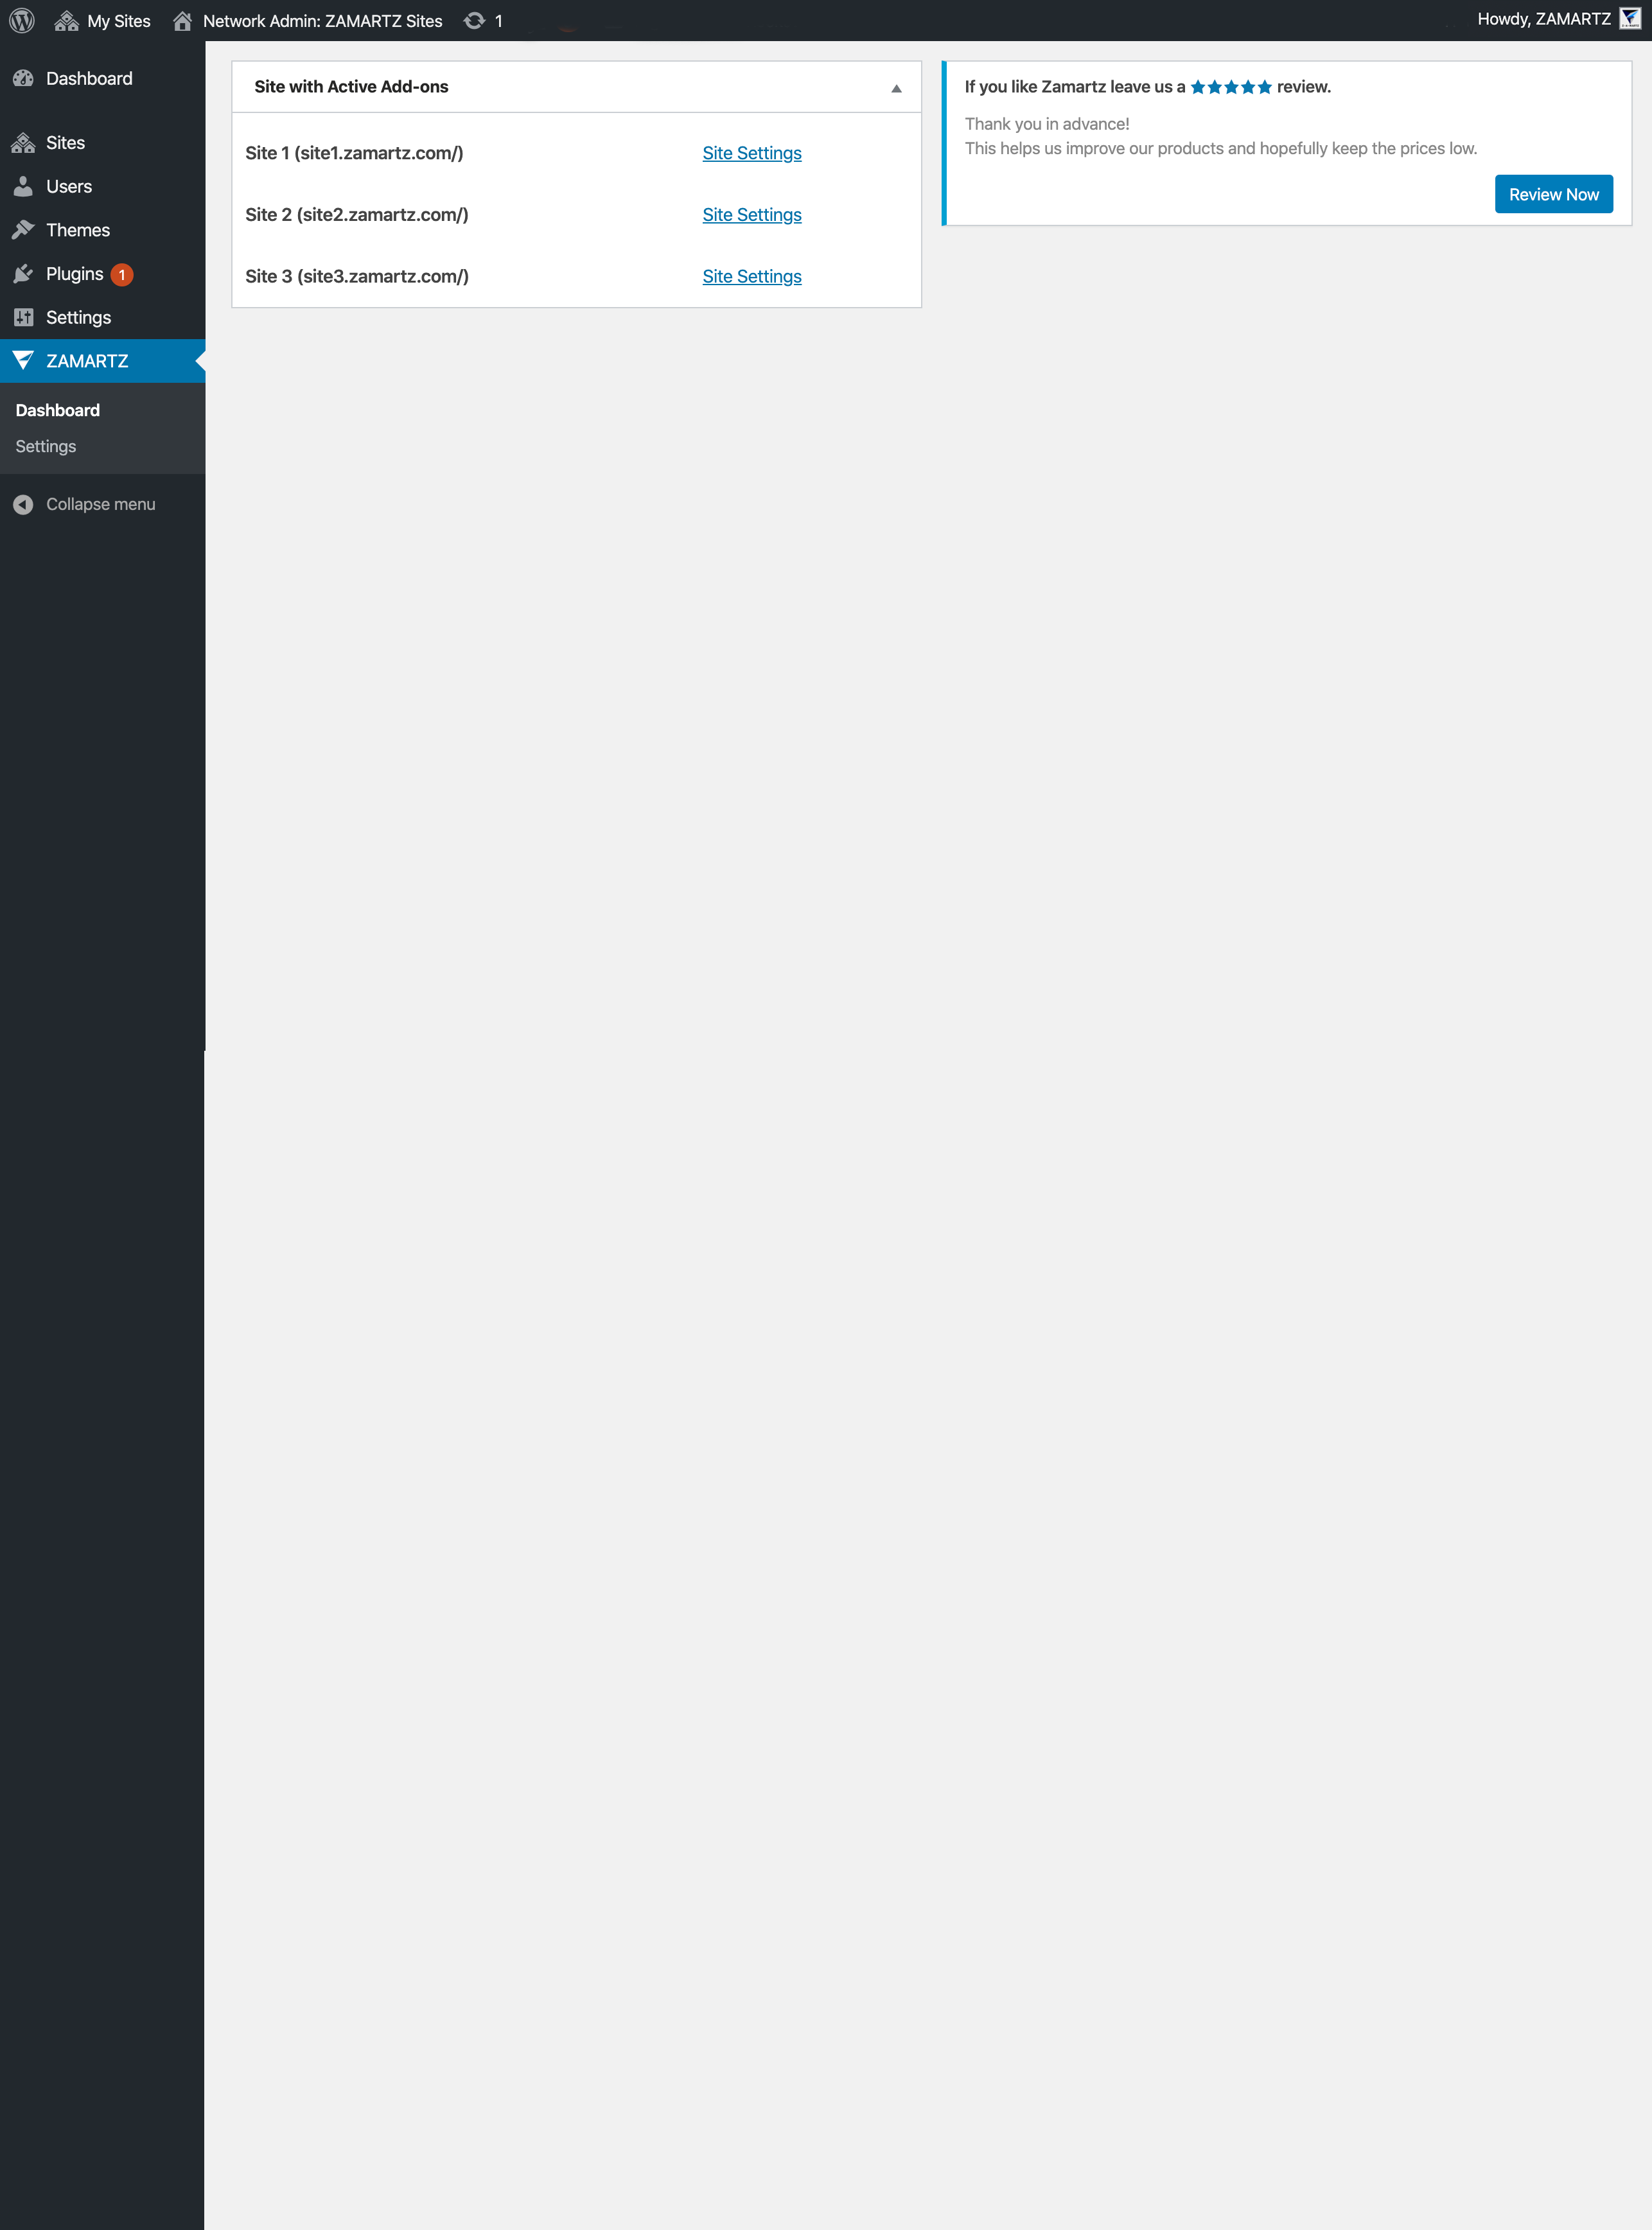 My Sites
Network Admin: ZAMARTZ Sites
1
Howdy, ZAMARTZ
Dashboard
Sites
Users
Themes
Plugins 1
Settings
ZAMARTZ
Dashboard
Settings
Collapse menu
Site with Active Add-ons
Site 1 (site1.zamartz.com/) Site Settings
Site 2 (site2.zamartz.com/) Site Settings
Site 3 (site3.zamartz.com/) Site Settings
If you like Zamartz leave us a ★★★★★ review.
Thank you in advance!
This helps us improve our products and hopefully keep the prices low.
Review Now